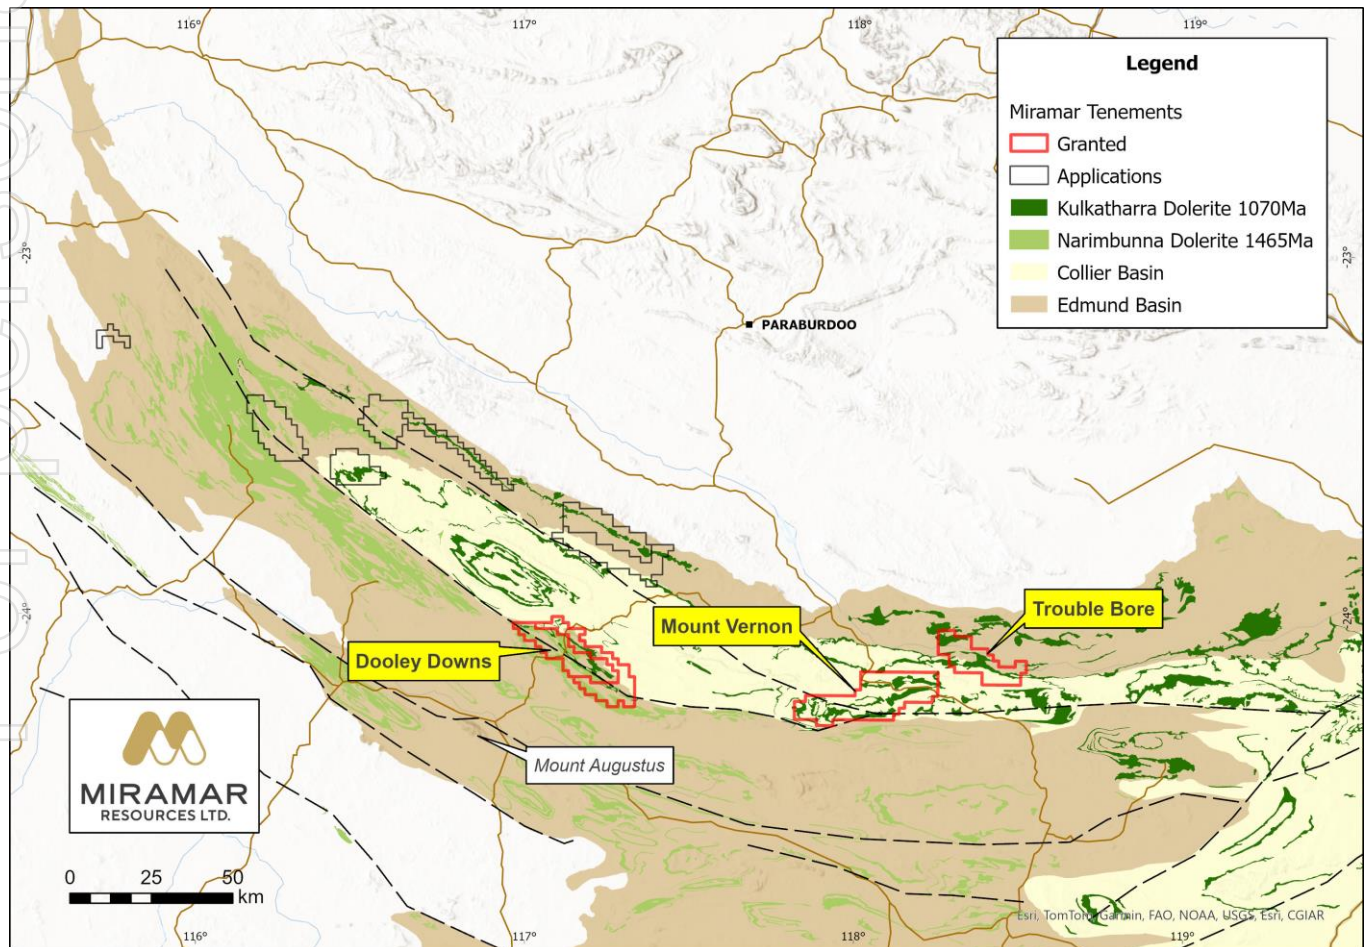 116°
117°
118°
119°
Legend
Miramar Tenements
Granted
Applications
Kulkatharra Dolerite 1070Ma
Narimbunna Dolerite 1465Ma
Collier Basin
Edmund Basin
-23°
-23°
PARABURDOO
-24°
-24°
Trouble Bore
Mount Vernon
Dooley Downs
Mount Augustus
MIRAMAR
RESOURCES LTD.
0 25 50
km
Esri, TomTom, Garmin, FAO, NOAA, USGS, Esri, CGIAR
116°
117°
118°
119°